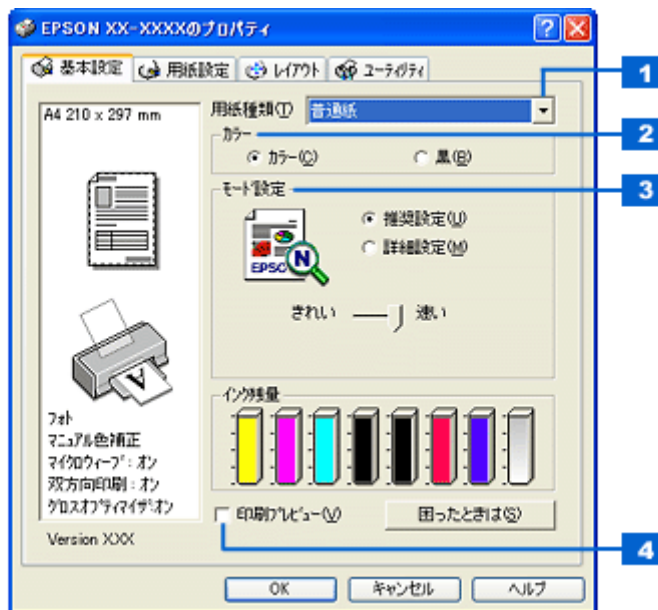 EPSON XX-XXXXのプロパティ
基本設定 用紙設定 レイアウト ユーティリティ
1
A4 210 x 297 mm
用紙種類(T) 普通紙
カラー
2
カラー(C) 黒(B)
モード設定
3
推奨設定(U)
詳細設定(M)
EPSO N
きれい 速い
インク残量
フォト
マニュアル色補正
マイクロウィーブ : オン
双方向印刷 : オン
グロスオプティマイザ:オン
印刷プレビュー(V) 困ったときは(S)
Version XXX
4
OK キャンセル ヘルプ